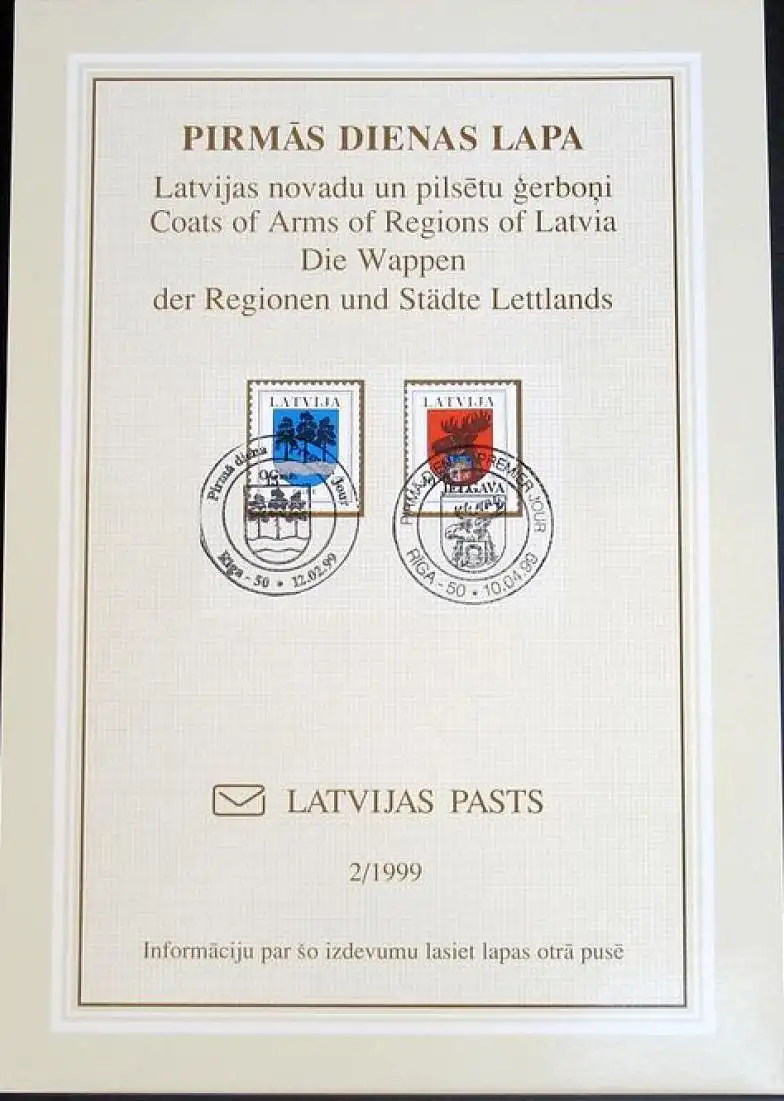 PIRMĀS DIENAS LAPA
Latvijas novadu un pilsētu ģerboņi
Coats of Arms of Regions of Latvia
Die Wappen
der Regionen und Städte Lettlands
LATVIJA
LATVIJA
Pirmā diena
Jour
Rīga - 50 • 12.02.99
JELGAVA
PIRMĀ DIENA PREMIER JOUR
RĪGA - 50 • 10.04.99
LATVIJAS PASTS
2/1999
Informāciju par šo izdevumu lasiet lapas otrā pusē